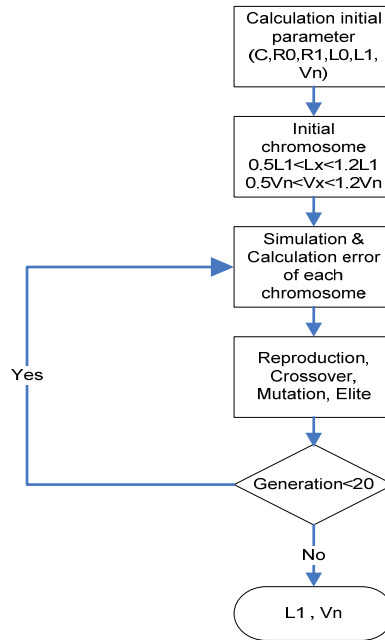 Calculation initial
parameter
(C,R0,R1,L0,L1,
Vn)
Initial
chromosome
0.5L1<Lx<1.2L1
0.5Vn<Vx<1.2Vn
Simulation &
Calculation error
of each
chromosome
Reproduction,
Crossover,
Mutation, Elite
Yes
Generation<20
No
L1 , Vn